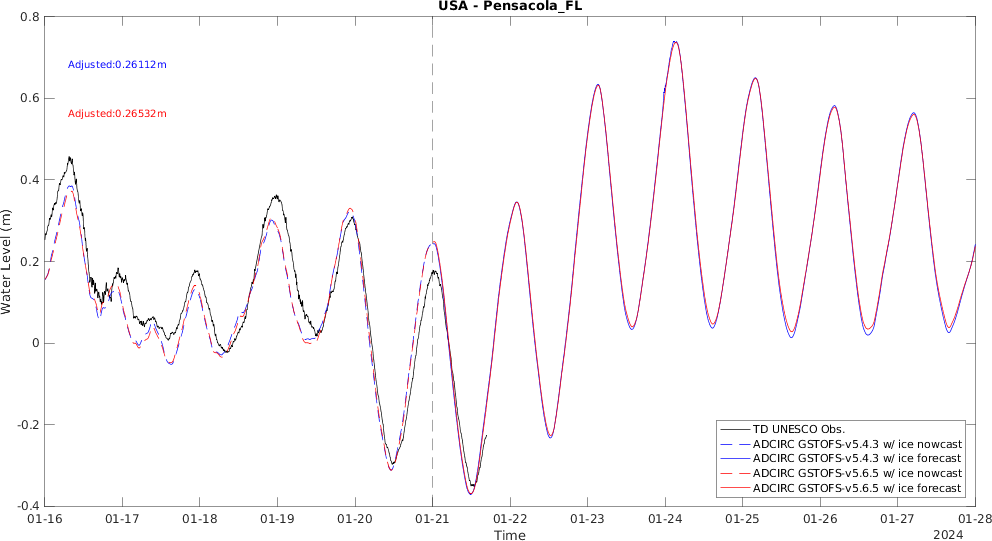 USA - Pensacola_FL
0.8
0.6
0.4
0.2
0
-0.2
-0.4
Water Level (m)
Adjusted:0.26112m
Adjusted:0.26532m
TD UNESCO Obs.
ADCIRC GSTOFS-v5.4.3 w/ ice nowcast
ADCIRC GSTOFS-v5.4.3 w/ ice forecast
ADCIRC GSTOFS-v5.6.5 w/ ice nowcast
ADCIRC GSTOFS-v5.6.5 w/ ice forecast
01-16 01-17 01-18 01-19 01-20 01-21 01-22 01-23 01-24 01-25 01-26 01-27 01-28
Time
2024